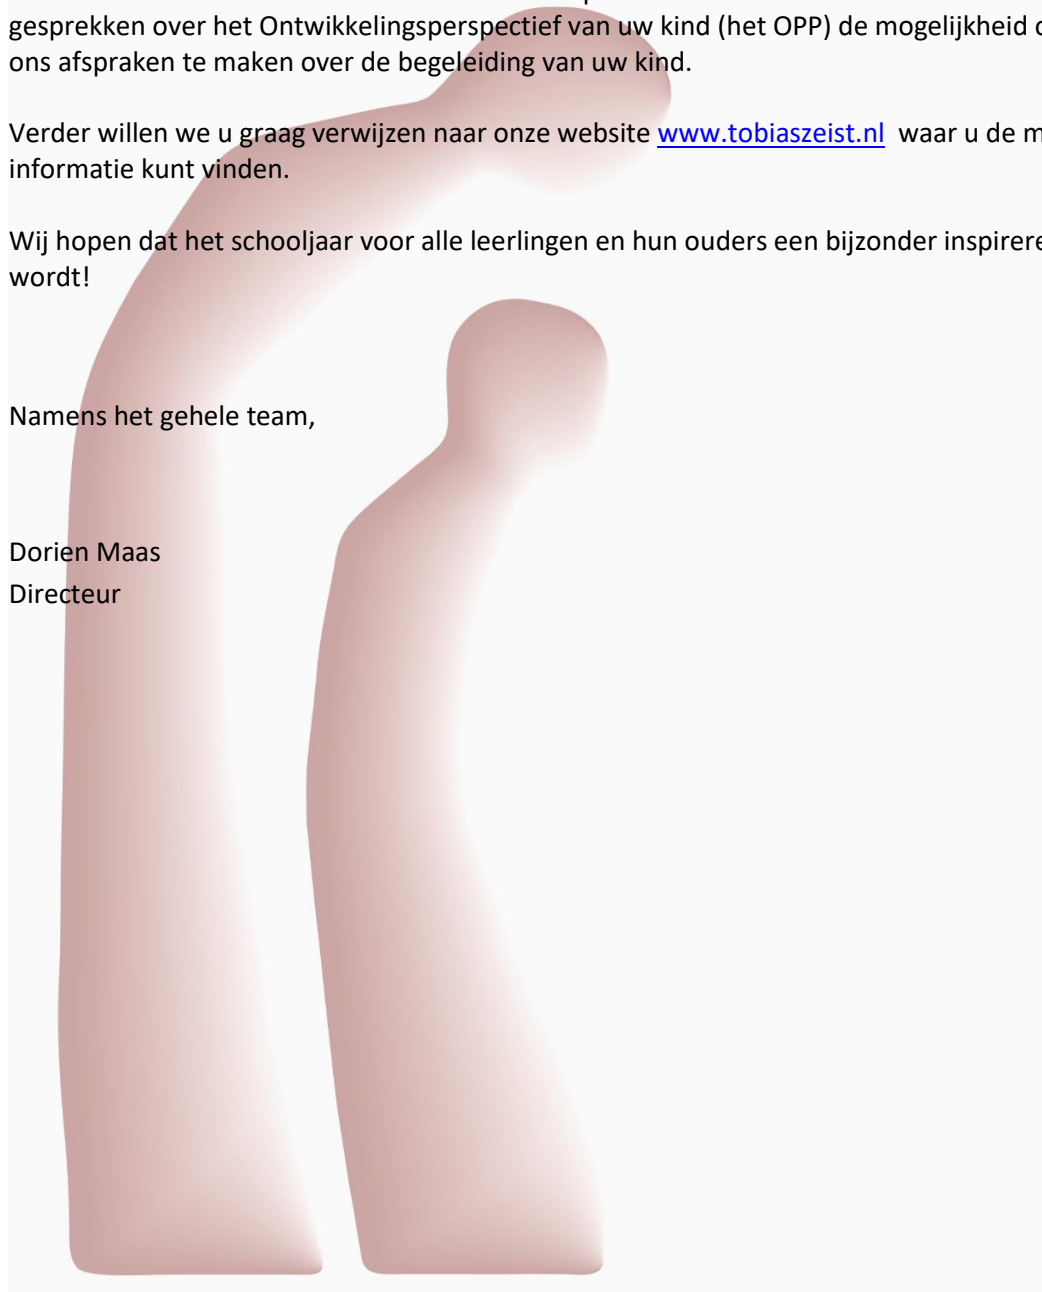 gesprekken over het Ontwikkelingsperspectief van uw kind (het OPP) de mogelijkheid
ons afspraken te maken over de begeleiding van uw kind.
Verder willen we u graag verwijzen naar onze website www.tobiaszeist.nl waar u de
informatie kunt vinden.
Wij hopen dat het schooljaar voor alle leerlingen en hun ouders een bijzonder
wordt!
Namens het gehele team,
Dorien Maas
Directeur